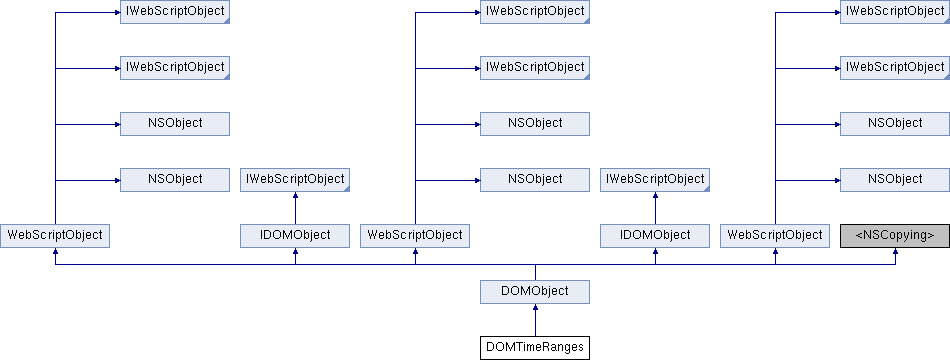 IWebScriptObject IWebScriptObject IWebScriptObject
IWebScriptObject IWebScriptObject IWebScriptObject
NSObject NSObject NSObject
NSObject IWebScriptObject NSObject IWebScriptObject NSObject
WebScriptObject IDOMObject WebScriptObject IDOMObject WebScriptObject <NSCopying>
DOMObject
DOMTimeRanges